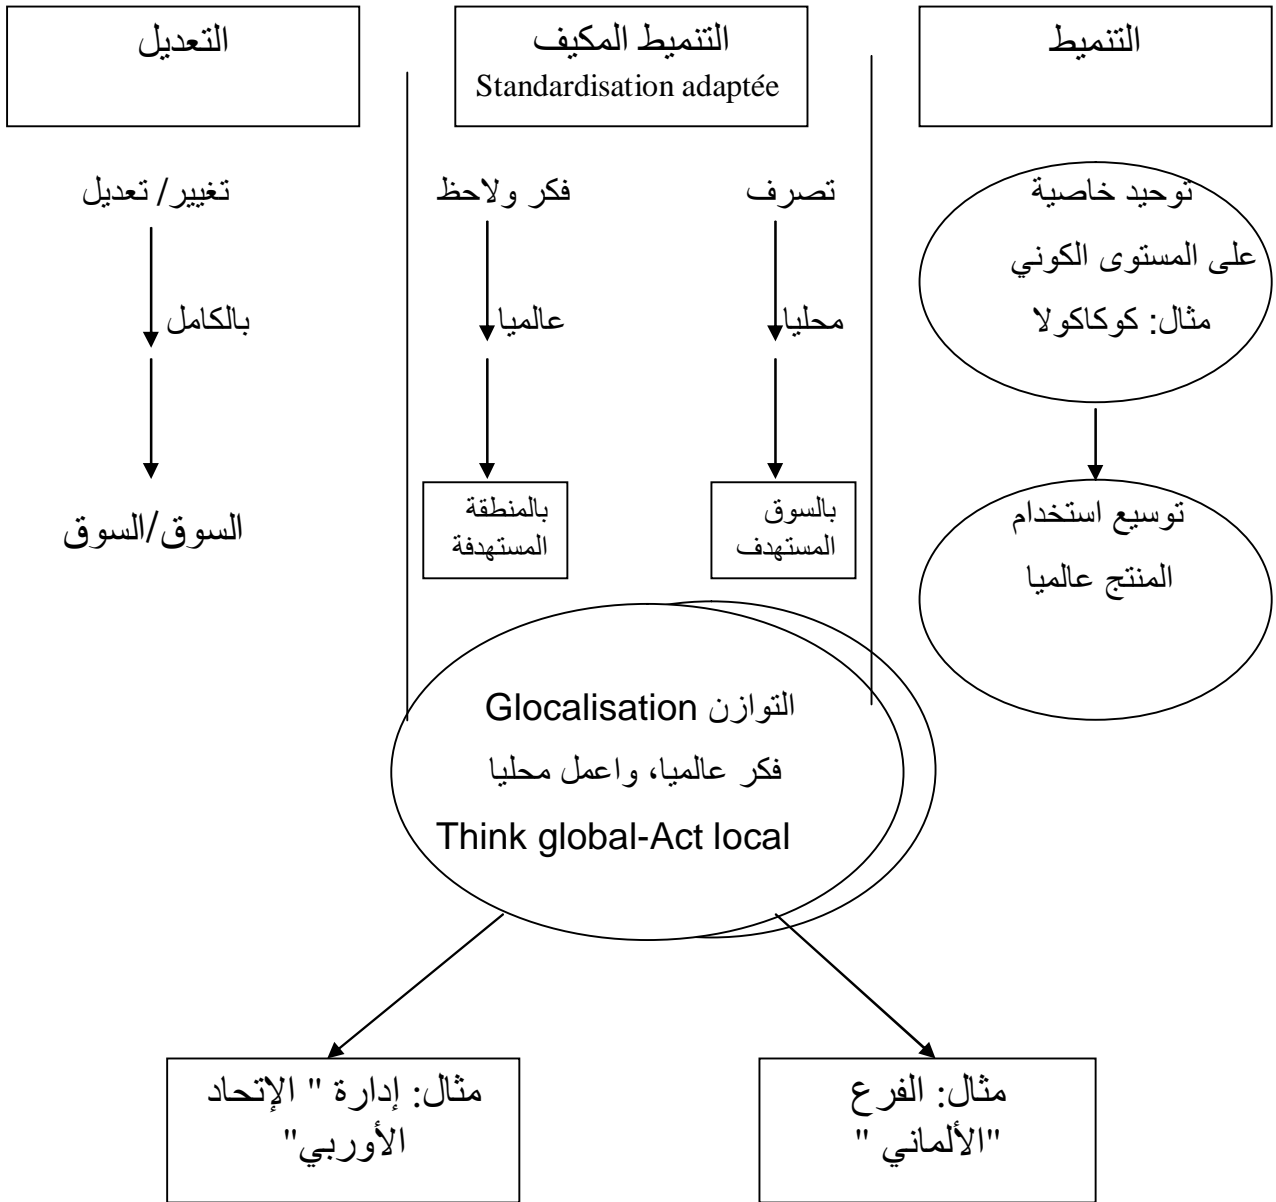 التنميط
التنميط المكيف
Standardisation adaptée
التعديل
توحيد خاصية
على المستوى الكوني
مثال: كوكاكولا
توسيع استخدام
المنتج عالميا
تصرف
محليا
بالسوق
المستهدف
فكر ولاحظ
عالميا
بالمنطقة
المستهدفة
تغيير/ تعديل
بالكامل
السوق/السوق
التوازن Glocalisation
فكر عالميا، واعمل محليا
Think global-Act local
مثال: الفرع
"الألماني "
مثال: إدارة " الإتحاد
الأوربي"